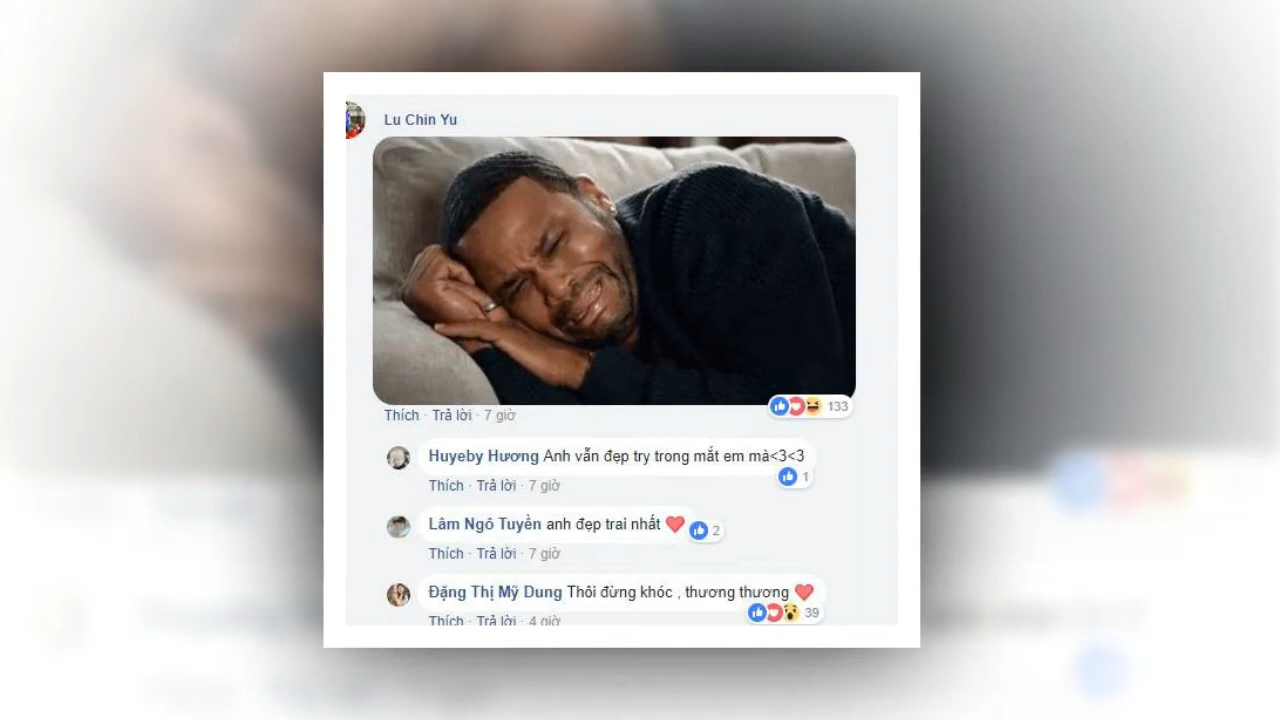 Lu Chin Yu
Thích · Trả lời · 7 giờ
133
Huyeby Hương Anh vẫn đẹp try trong mắt em mà<3<3
1
Thích · Trả lời · 7 giờ
Lâm Ngô Tuyền anh đẹp trai nhất
2
Thích · Trả lời · 7 giờ
Đặng Thị Mỹ Dung Thôi đừng khóc , thương thương
39
Thích · Trả lời · 4 giờ